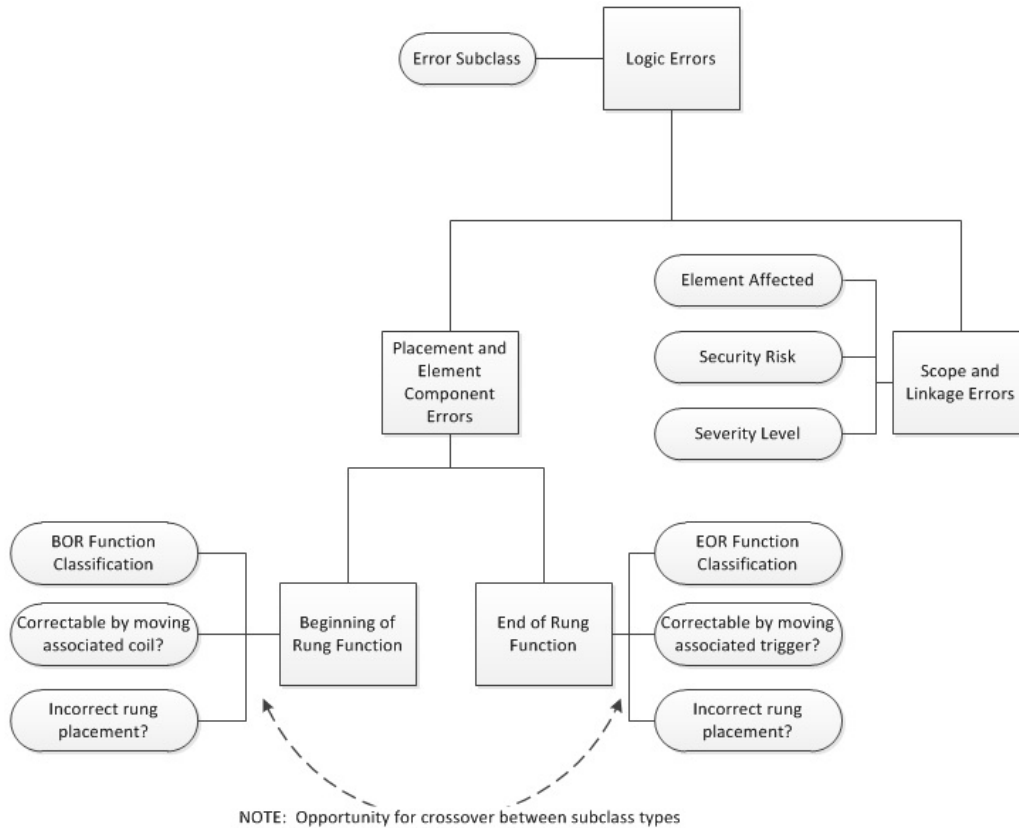 Error Subclass
Logic Errors
Element Affected
Security Risk
Severity Level
Scope and
Linkage Errors
Placement and
Element
Component
Errors
BOR Function
Classification
Correctable by moving
associated coil?
Incorrect rung
placement?
Beginning of
Rung Function
End of Rung
Function
EOR Function
Classification
Correctable by moving
associated trigger?
Incorrect rung
placement?
NOTE: Opportunity for crossover between subclass types